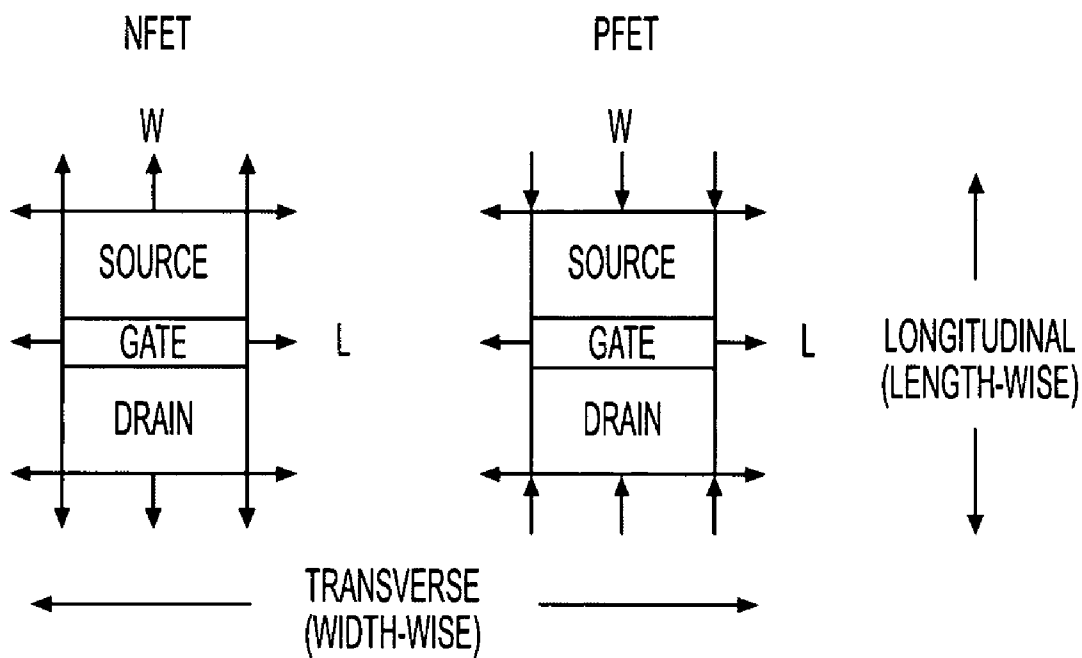 NFET
W
SOURCE
GATE
L
DRAIN
PFET
W
SOURCE
GATE
L
DRAIN
LONGITUDINAL
(LENGTH-WISE)
TRANSVERSE
(WIDTH-WISE)